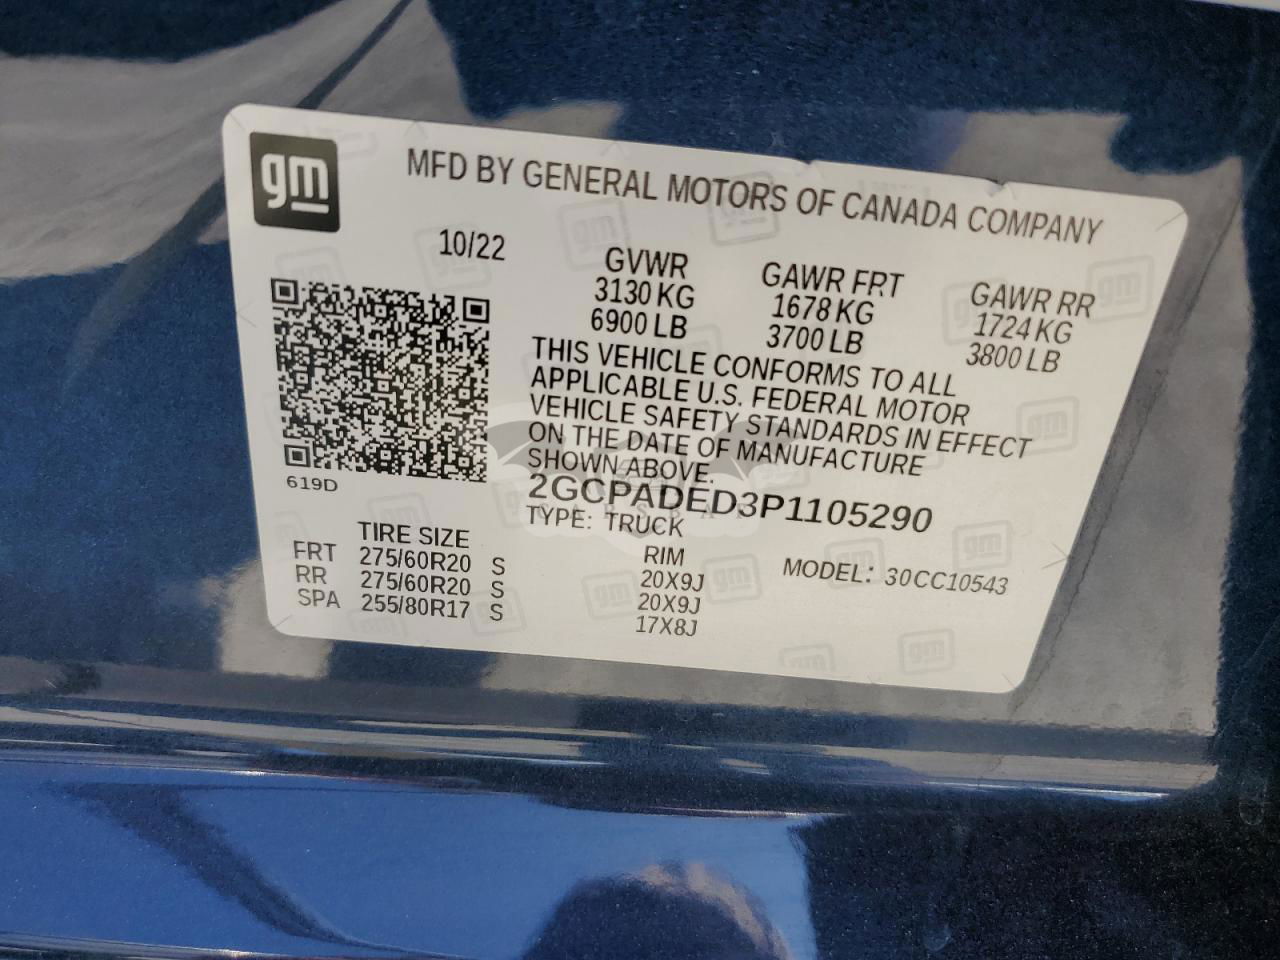 gm
MFD BY GENERAL MOTORS OF CANADA COMPANY
10/22
GVWR
3130 KG
6900 LB
GAWR FRT
1678 KG
3700 LB
GAWR RR
1724 KG
3800 LB
THIS VEHICLE CONFORMS TO ALL
APPLICABLE U.S. FEDERAL MOTOR
VEHICLE SAFETY STANDARDS IN EFFECT
ON THE DATE OF MANUFACTURE
SHOWN ABOVE.
2GCPADED3P1105290
TYPE: TRUCK
MODEL: 30CC10543
619D
TIRE SIZE RIM
FRT 275/60R20 S 20X9J
RR 275/60R20 S 20X9J
SPA 255/80R17 S 17X8J